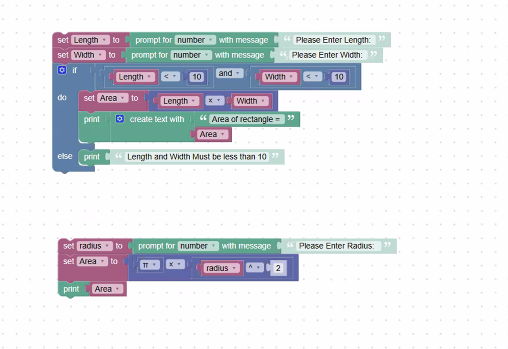 set Length to prompt for number with message “ Please Enter Length: ”
set Width to prompt for number with message “ Please Enter Width: ”
if Length < 10 and Width < 10
do set Area to Length x Width
print create text with “ Area of rectangle = ”
Area
else print “ Length and Width Must be less than 10 ”
set radius to prompt for number with message “ Please Enter Radius: ”
set Area to π x radius ^ 2
print Area